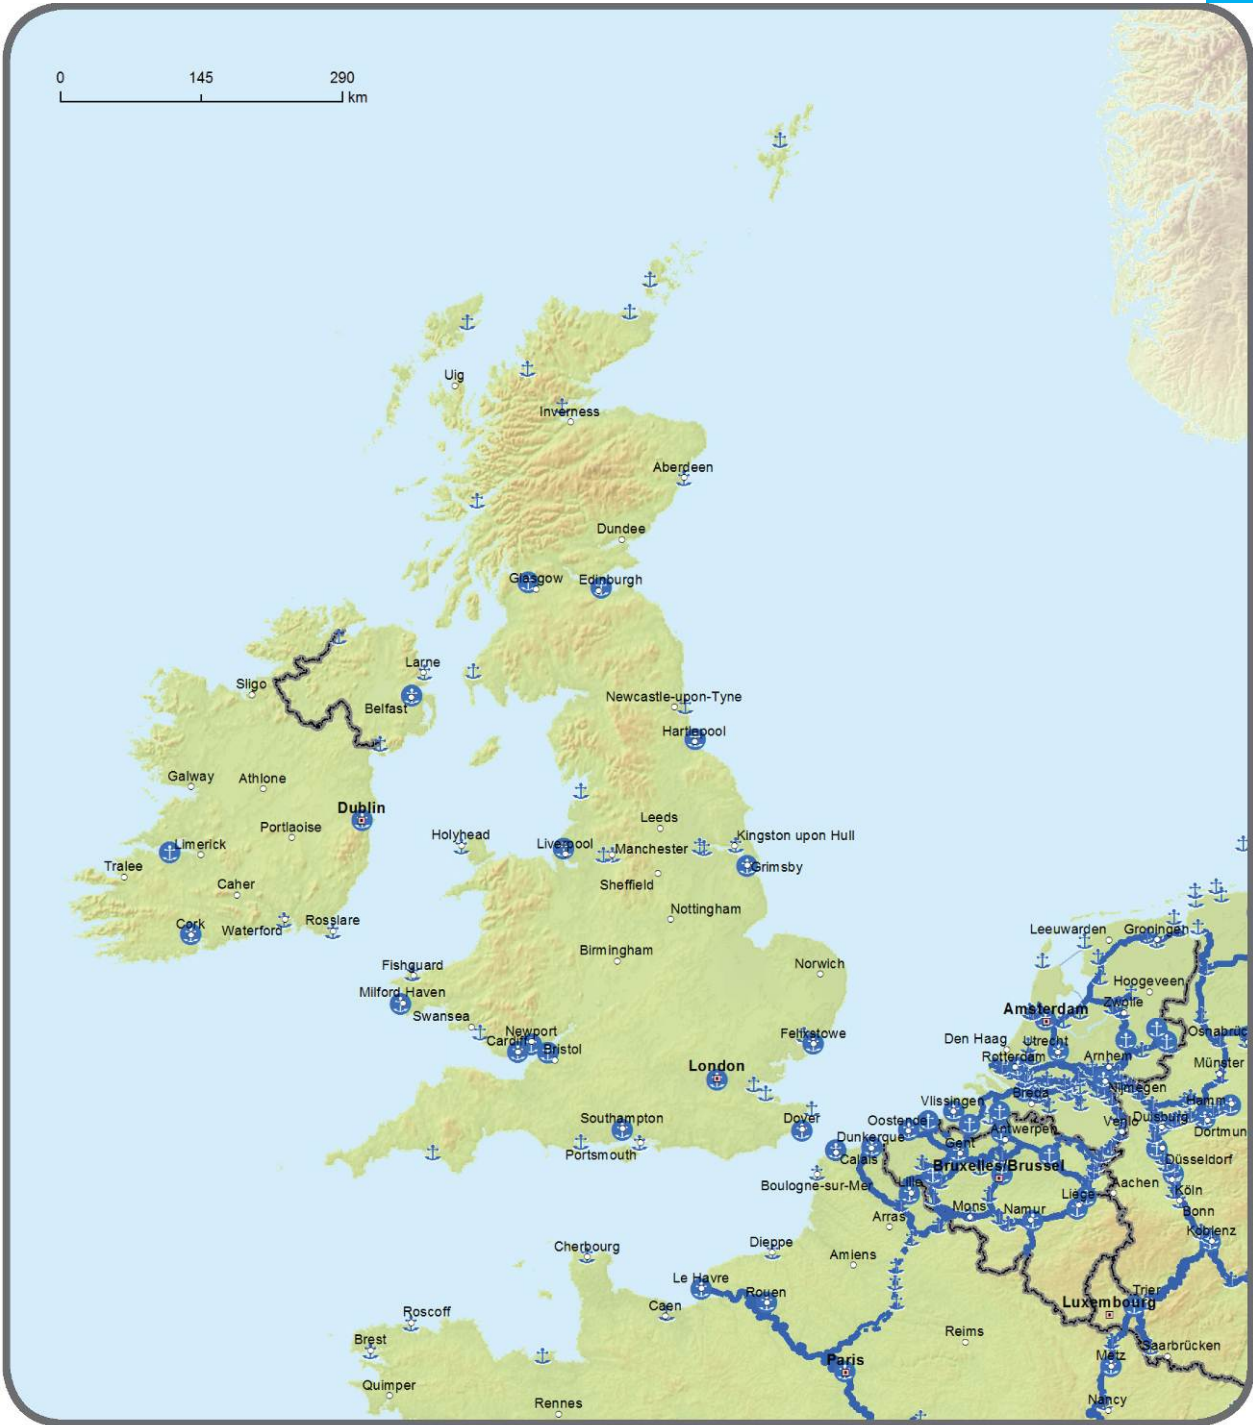 0 145 290
km
Uig
Inverness
Aberdeen
Dundee
Glasgow
Edinburgh
Larne
Sligo
Belfast
Newcastle-upon-Tyne
Hartlepool
Galway
Athlone
Dublin
Portlaoise
Limerick
Tralee
Caher
Cork
Waterford
Rosslare
Holyhead
Liverpool
Leeds
Manchester
Kingston upon Hull
Sheffield
Grimsby
Nottingham
Birmingham
Norwich
Fishguard
Milford Haven
Swansea
Newport
Cardiff
Bristol
Felixstowe
London
Southampton
Portsmouth
Dover
Leeuwarden
Groningen
Hoogeveen
Zwolle
Amsterdam
Den Haag
Utrecht
Osnabrüc
Rotterdam
Arnhem
Münster
Nijmegen
Breda
Vlissingen
Hamm
Oostende
Venlo
Duisburg
Dortmun
Dunkerque
Antwerpen
Gent
Calais
Bruxelles/Brussel
Düsseldorf
Boulogne-sur-Mer
Lille
Liège
Aachen
Köln
Arras
Mons
Namur
Bonn
Koblenz
Cherbourg
Dieppe
Amiens
Le Havre
Rouen
Trier
Luxembourg
Caen
Roscoff
Reims
Brest
Saarbrücken
Paris
Metz
Quimper
Rennes
Nancy